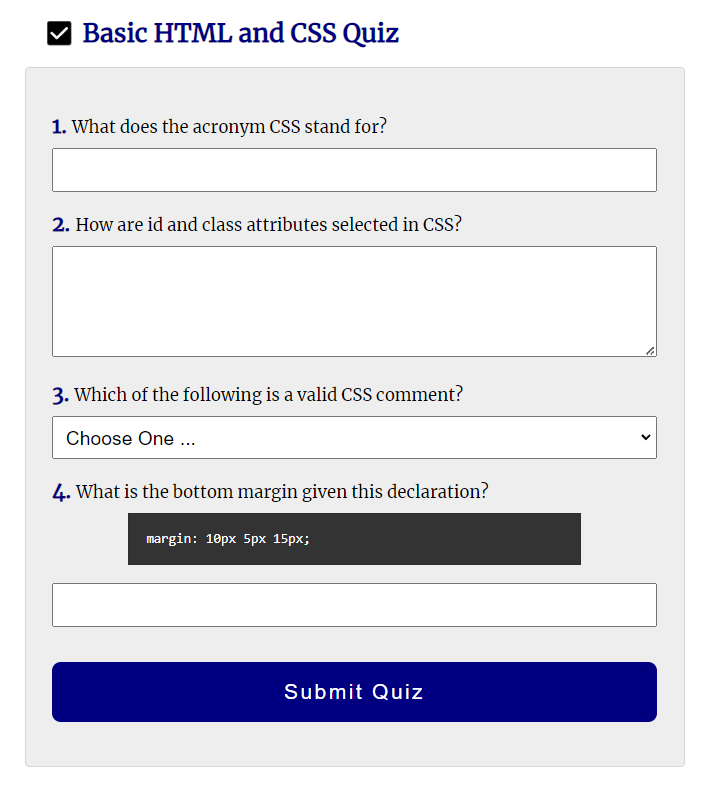 Basic HTML and CSS Quiz
1. What does the acronym CSS stand for?
2. How are id and class attributes selected in CSS?
3. Which of the following is a valid CSS comment?
Choose One ...
4. What is the bottom margin given this declaration?
margin: 10px 5px 15px;
Submit Quiz